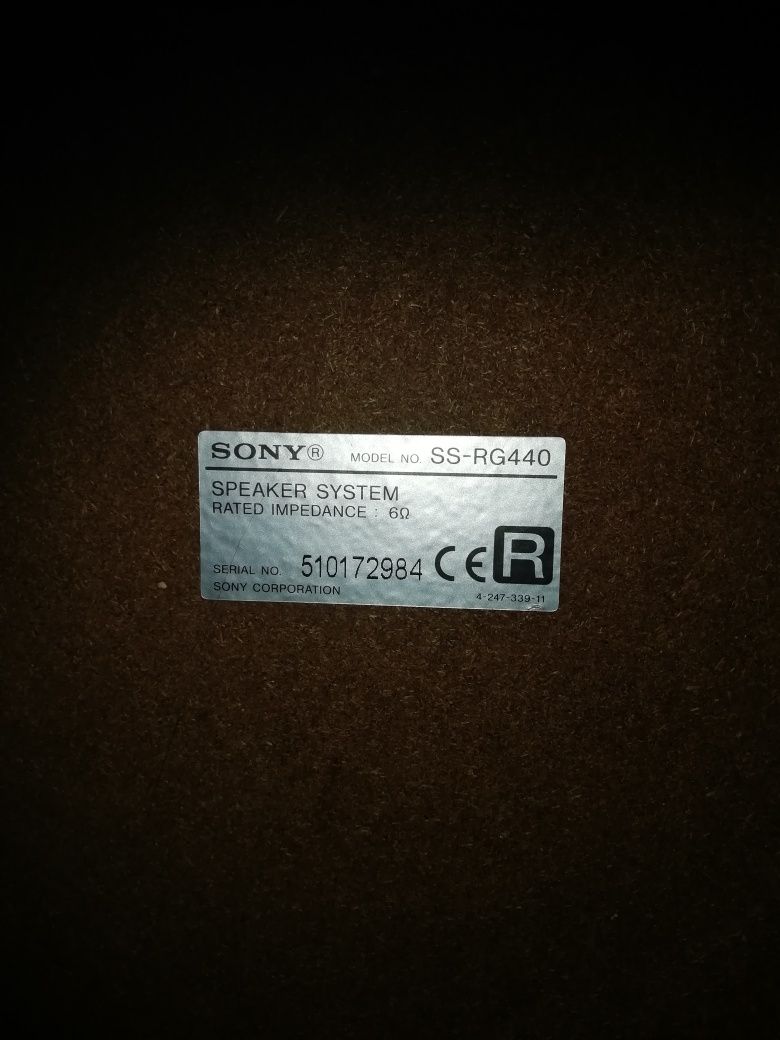 SONY® MODEL NO. SS-RG440
SPEAKER SYSTEM
RATED IMPEDANCE : 6Ω
SERIAL NO. 510172984 CE R
SONY CORPORATION 4-247-339-11